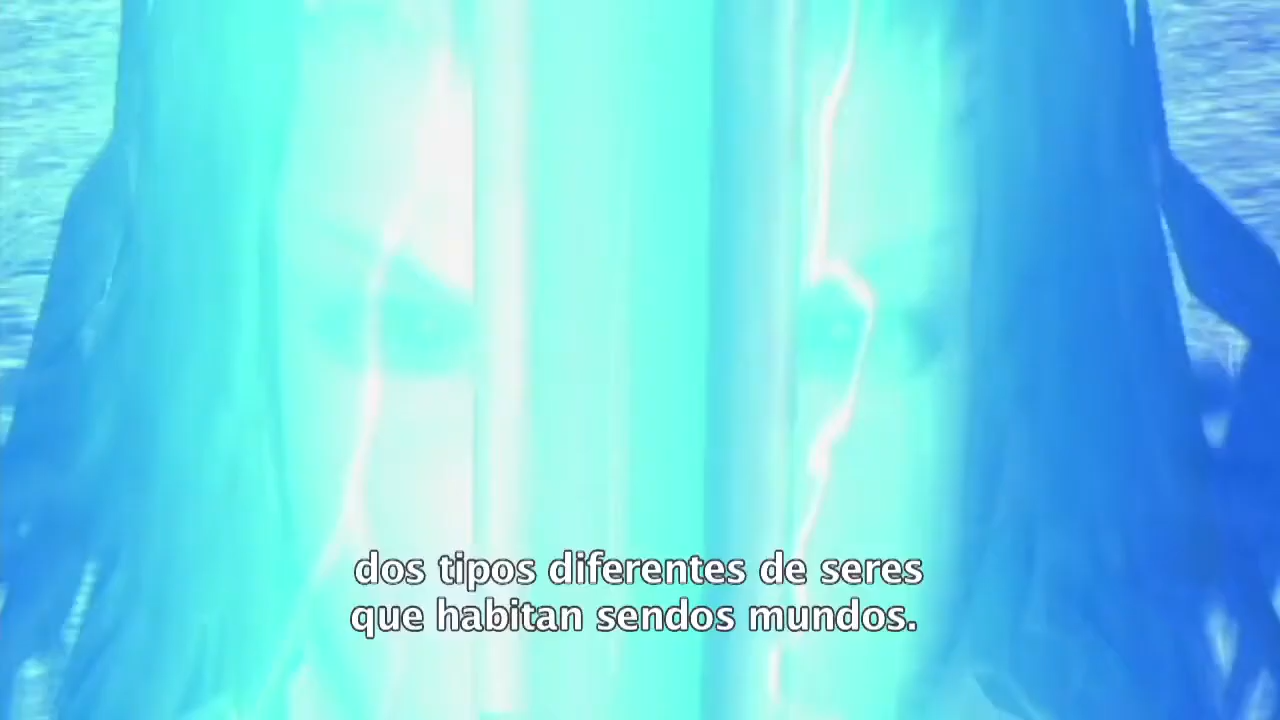 dos tipos diferentes de seres
que habitan sendos mundos.